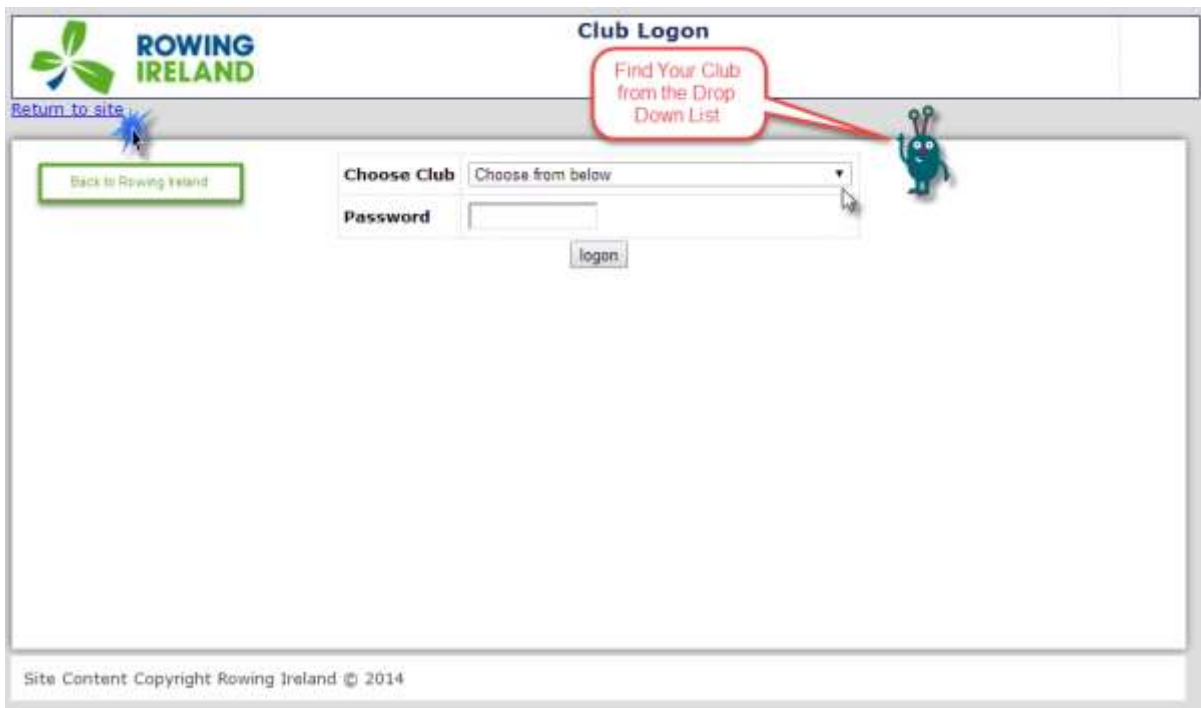 ROWING
IRELAND
Club Logon
Find Your Club
from the Drop
Down List
Return to site
Back to Rowing Ireland
Choose Club Choose from below
Password
logon
Site Content Copyright Rowing Ireland © 2014